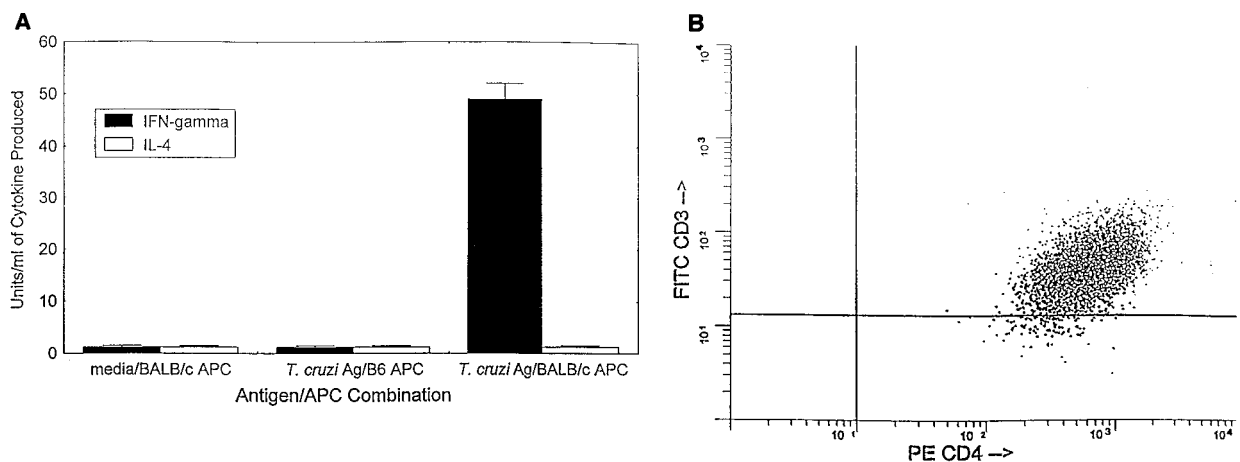 A
60
50
40
30
20
10
0
Units/ml of Cytokine Produced
IFN-gamma
IL-4
media/BALB/c APC
T. cruzi Ag/B6 APC
T. cruzi Ag/BALB/c APC
Antigen/APC Combination
B
10⁴
10³
10²
10¹
FITC CD3 -->
10¹
10²
10³
10⁴
PE CD4 -->